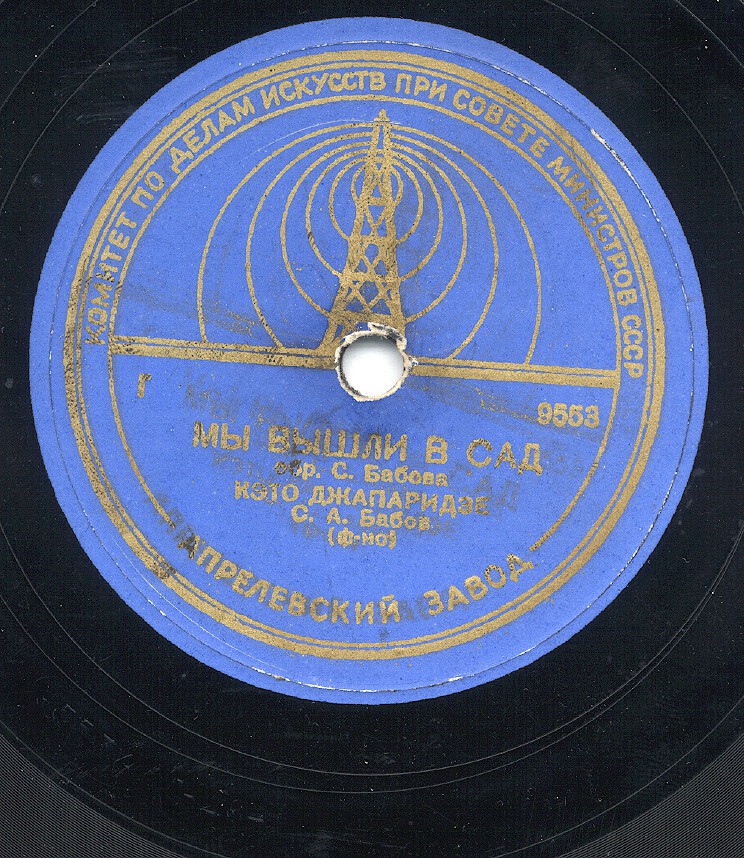 КОМИТЕТ ПО ДЕЛАМ ИСКУССТВ ПРИ СОВЕТЕ МИНИСТРОВ СССР
Г 9553
МЫ ВЫШЛИ В САД
обр. С. Бабова
КЭТО ДЖАПАРИДЗЕ
С. А. Бабов
(ф-но)
АПРЕЛЕВСКИЙ ЗАВОД